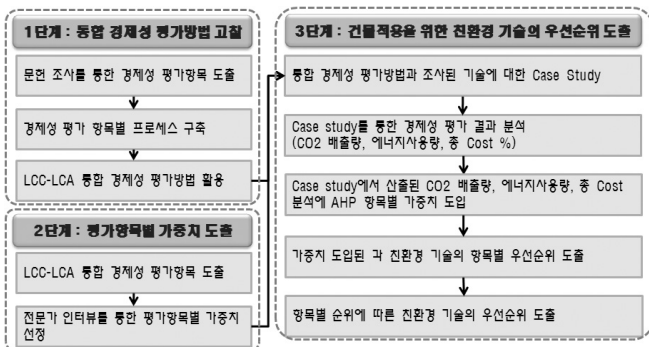 1단계 : 통합 경제성 평가방법 고찰
문헌 조사를 통한 경제성 평가항목 도출
경제성 평가 항목별 프로세스 구축
LCC-LCA 통합 경제성 평가방법 활용
2단계 : 평가항목별 가중치 도출
LCC-LCA 통합 경제성 평가항목 도출
전문가 인터뷰를 통한 평가항목별 가중치
선정
3단계 : 건물적용을 위한 친환경 기술의 우선순위 도출
통합 경제성 평가방법과 조사된 기술에 대한 Case Study
Case study를 통한 경제성 평가 결과 분석
(CO2 배출량, 에너지사용량, 총 Cost %)
Case study에서 산출된 CO2 배출량, 에너지사용량, 총 Cost
분석에 AHP 항목별 가중치 도입
가중치 도입된 각 친환경 기술의 항목별 우선순위 도출
항목별 순위에 따른 친환경 기술의 우선순위 도출